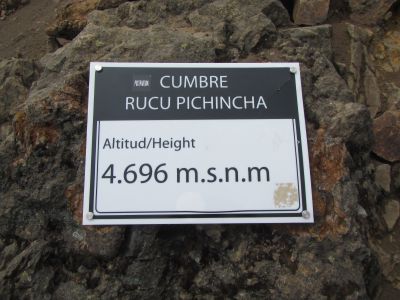 CUMBRE
RUCU PICHINCHA
Altitud/Height
4.696 m.s.n.m